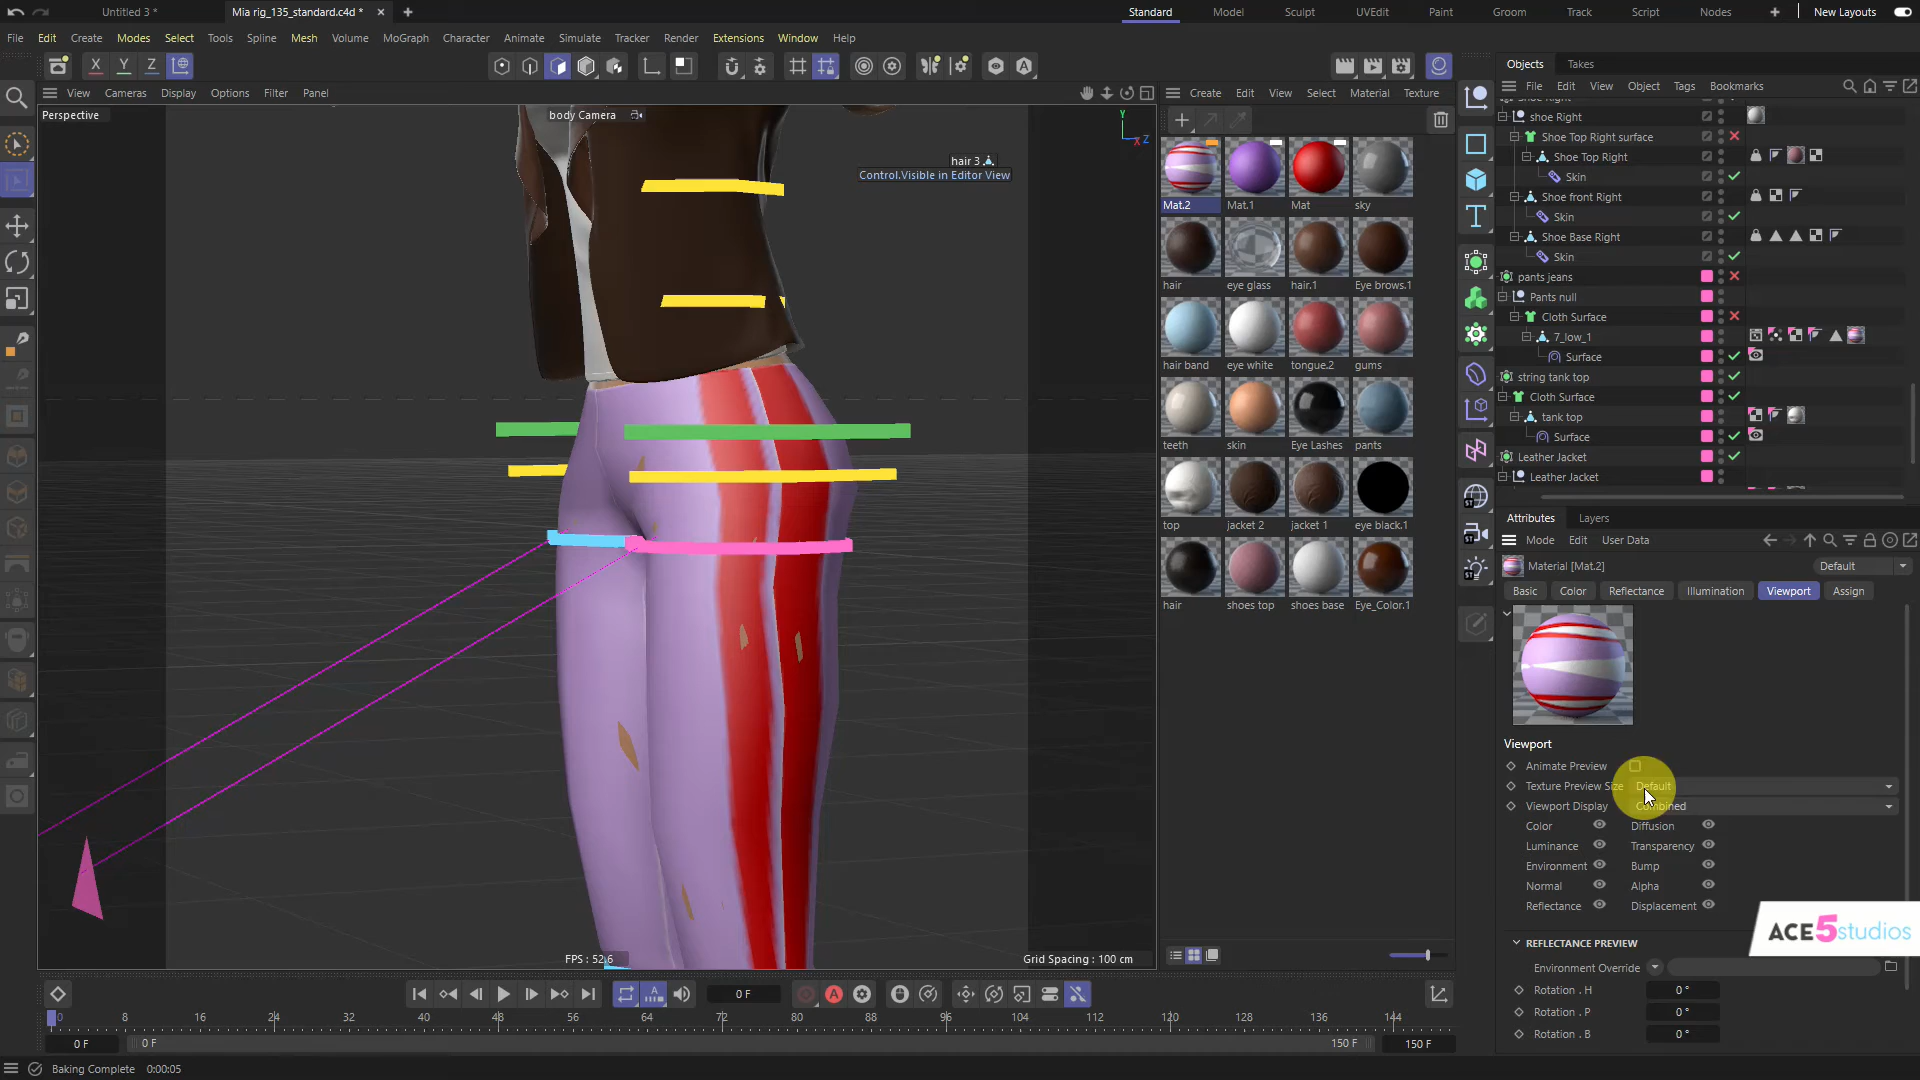 Untitled 3 *
Mia rig_135_standard.c4d *
Standard
Model
Sculpt
UVEdit
Paint
Groom
Track
Script
Nodes
New Layouts
File Edit Create Modes Select Tools Spline Mesh Volume MoGraph Character Animate Simulate Tracker Render Extensions Window Help
X Y Z
Objects Takes
View Cameras Display Options Filter Panel
Create Edit View Select Material Texture
File Edit View Object Tags Bookmarks
Perspective
body Camera
Y
X Z
hair 3
Control.Visible in Editor View
Mat.2 Mat.1 Mat sky
hair eye glass hair.1 Eye brows.1
hair band eye white tongue.2 gums
teeth skin Eye Lashes pants
top jacket 2 jacket 1 eye black.1
hair shoes top shoes base Eye_Color.1
shoe Right
Shoe Top Right surface
Shoe Top Right
Skin
Shoe front Right
Skin
Shoe Base Right
Skin
pants jeans
Pants null
Cloth Surface
7_low_1
Surface
string tank top
Cloth Surface
tank top
Surface
Leather Jacket
Leather Jacket
Attributes Layers
Mode Edit User Data
Material [Mat.2]
Default
Basic Color Reflectance Illumination Viewport Assign
Viewport
Animate Preview
Texture Preview Size Default
Viewport Display Combined
Color Diffusion
Luminance Transparency
Environment Bump
Normal Alpha
Reflectance Displacement
ACE5studios
REFLECTANCE PREVIEW
Environment Override
Rotation . H 0 °
Rotation . P 0 °
Rotation . B 0 °
FPS : 52.6
Grid Spacing : 100 cm
0 F
0 8 16 24 32 40 48 56 64 72 80 88 96 104 112 120 128 136 144
0 F 0 F 150 F 150 F
Baking Complete 0:00:05